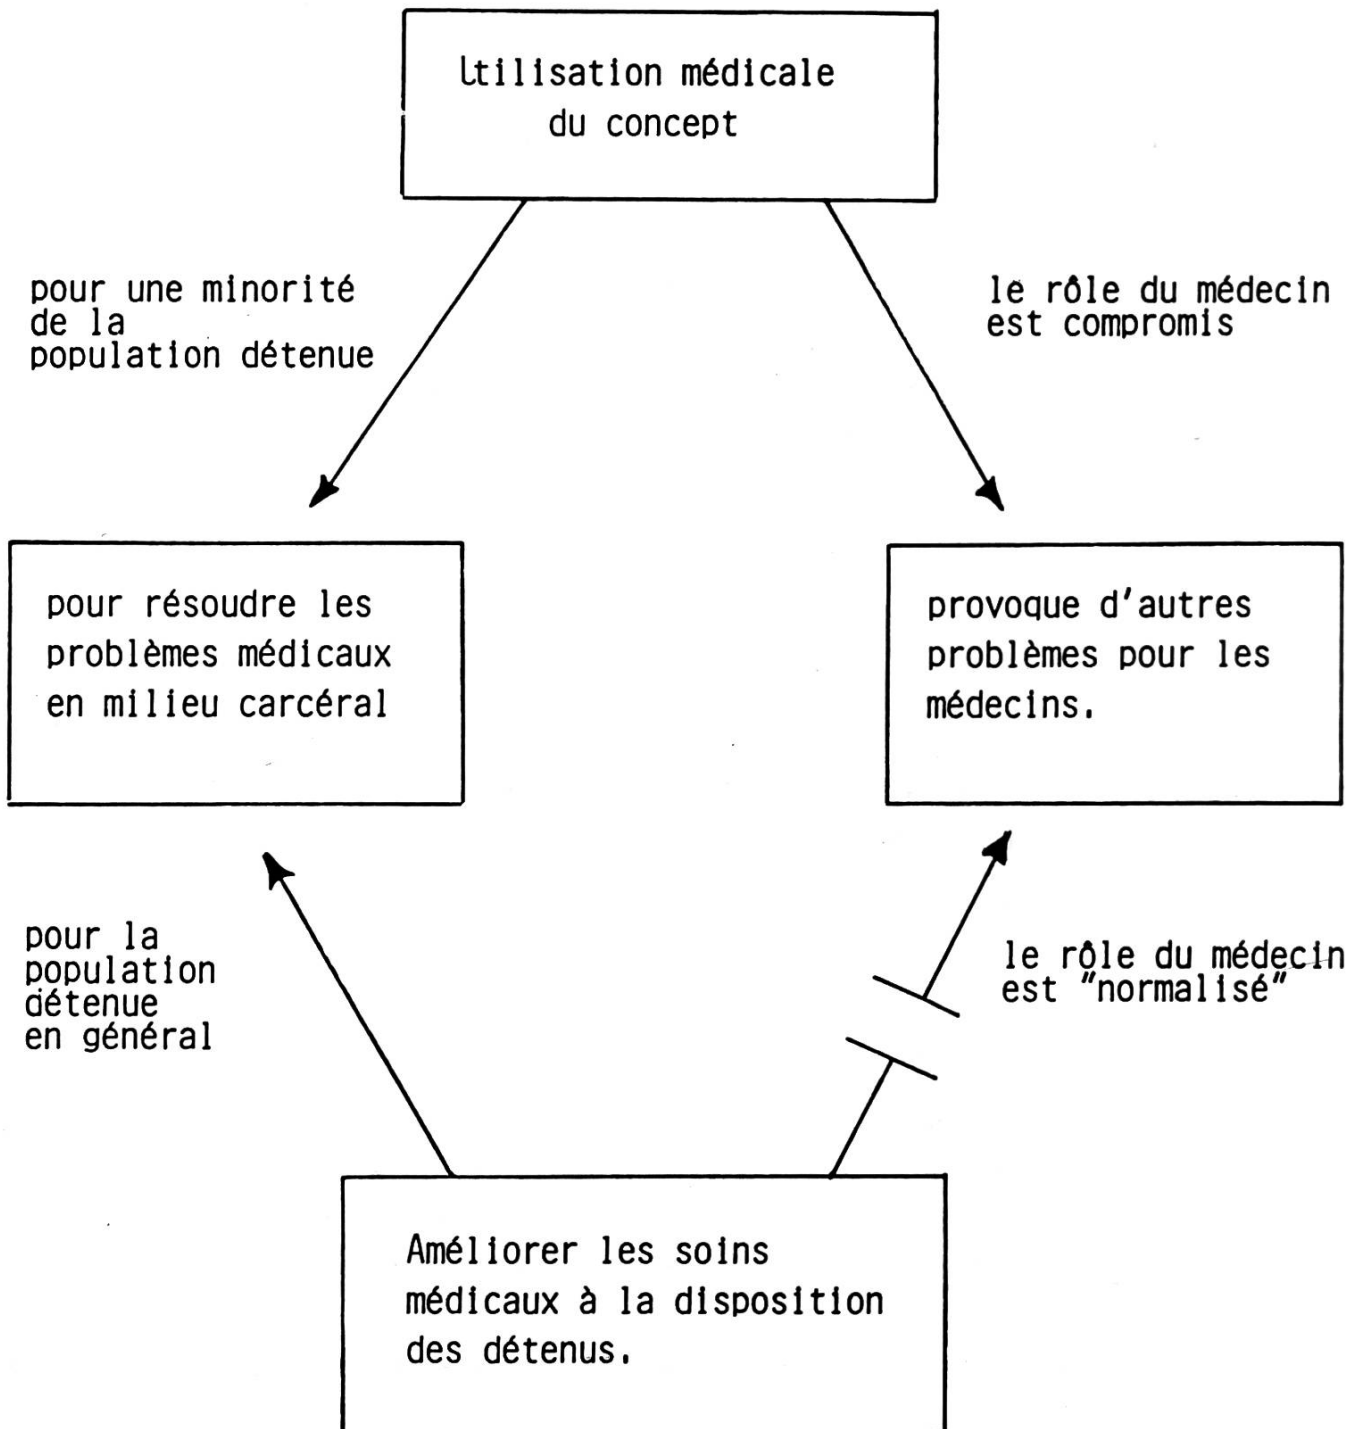 Utilisation médicale
du concept
pour une minorité
de la
population détenue
le rôle du médecin
est compromis
pour résoudre les
problèmes médicaux
en milieu carcéral
provoque d'autres
problèmes pour les
médecins.
pour la
population
détenue
en général
le rôle du médecin
est "normalisé"
Améliorer les soins
médicaux à la disposition
des détenus.